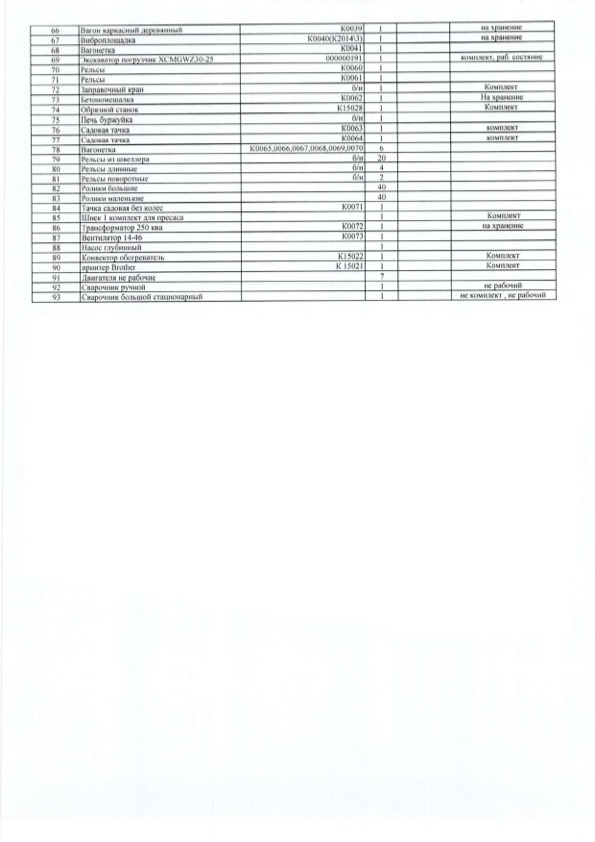 66 Вагон каркасный деревянный К0039 1 на хранение
67 Виброплощадка К0040(К2014\3) 1 на хранение
68 Вагонетка К0041 1
69 Экскаватор погрузчик XCMGWZ30-25 000000191 1 комплект, раб. состяние
70 Рельсы К0060 1
71 Рельсы К0061 1
72 Заправочный кран б/н 1 Комплект
73 Бетономешалка К0062 1 На хранение
74 Обрезной станок К15028 1 Комплект
75 Печь буржуйка б/н 1
76 Садовая тачка К0063 1 комплект
77 Садовая тачка К0064 1 комплект
78 Вагонетка К0065,0066,0067,0068,0069,0070 6
79 Рельсы из швеллера б/н 20
80 Рельсы длинные б/н 4
81 Рельсы поворотные б/н 2
82 Ролики большие 40
83 Ролики маленькие 40
84 Тачка садовая без колес К0071 1
85 Шнек 1 комплект для пресаса 1 Комплект
86 Трансформатор 250 ква К0072 1 на хранение
87 Вентилятор 14-46 К0073 1
88 Насос глубинный 1
89 Конвектор обогреватель К15022 1 Комплект
90 принтер Brother К 15021 1 Комплект
91 Двигателя не рабочие 7
92 Сварочник ручной 1 не рабочий
93 Сварочник большой стационарный 1 не комплект , не рабочий